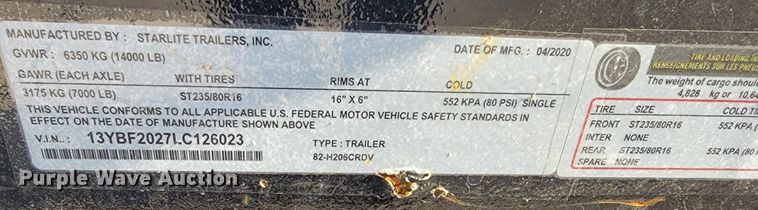 MANUFACTURED BY : STARLITE TRAILERS, INC.
GVWR : 6350 KG (14000 LB)
DATE OF MFG. : 04/2020
GAWR (EACH AXLE) WITH TIRES RIMS AT COLD
3175 KG (7000 LB) ST235/80R16 16" X 6" 552 KPA (80 PSI) SINGLE
THIS VEHICLE CONFORMS TO ALL APPLICABLE U.S. FEDERAL MOTOR VEHICLE SAFETY STANDARDS IN
EFFECT ON THE DATE OF MANUFACTURE SHOWN ABOVE
V.I.N.: 13YBF2027LC126023
TYPE : TRAILER
82-H206CRDV
TIRE AND LOADING
RENSEIGNEMENTS SUR LES PNEU
The weight of cargo shou
4,828 kg or 10,64
TIRE SIZE COLD TI
FRONT ST235/80R16 552 KPA
INTER NONE
REAR ST235/80R16 552 KPA (80
SPARE NONE
Purple Wave Auction